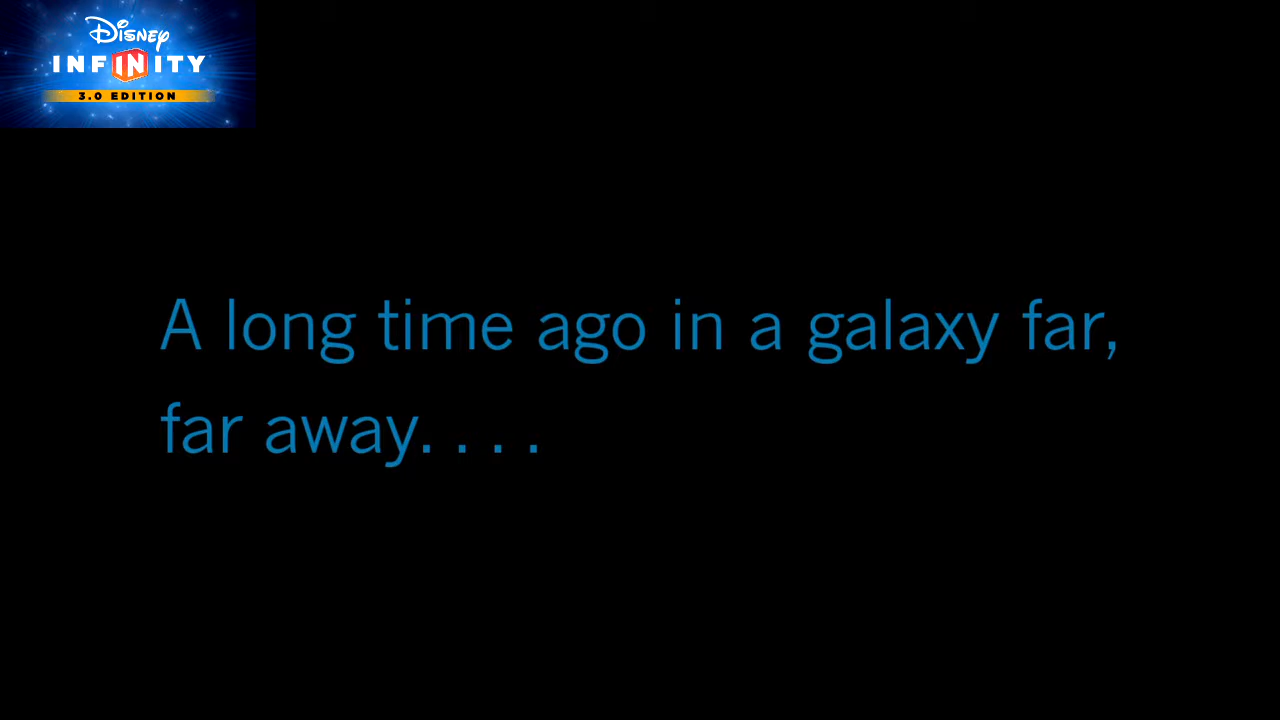 Disney
INFINITY
3.0 EDITION
A long time ago in a galaxy far,
far away. . . .